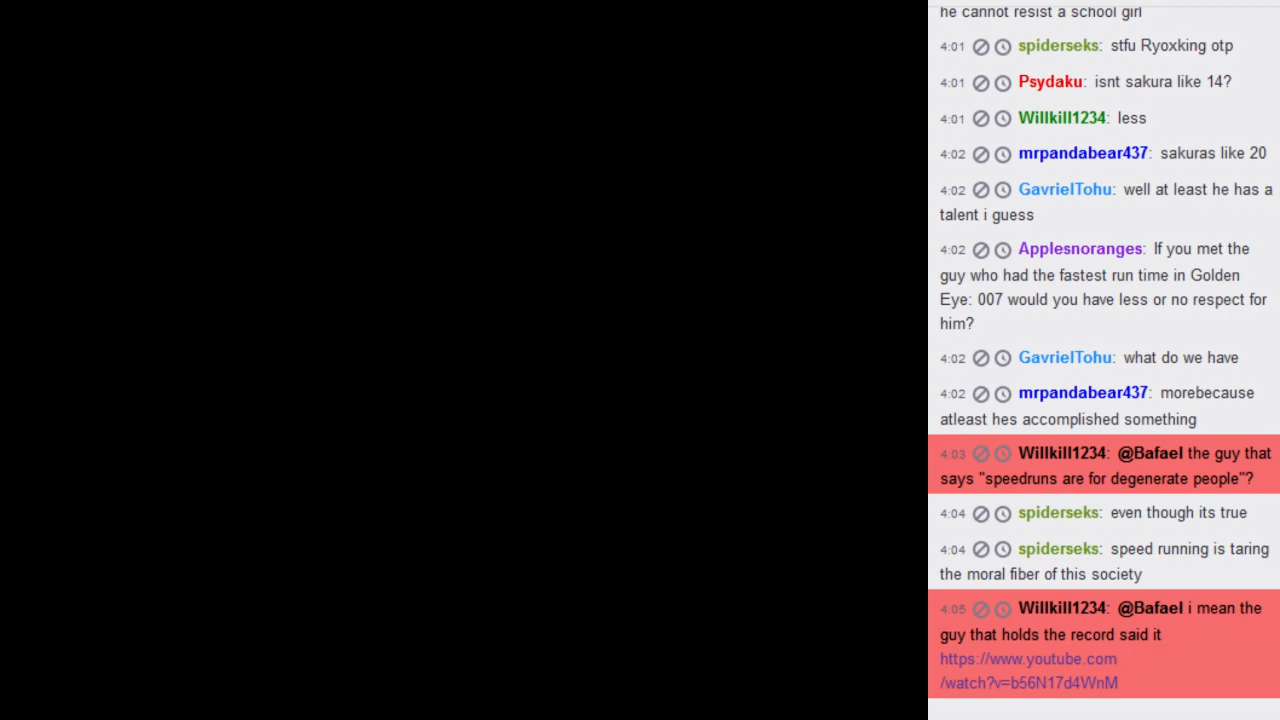 he cannot resist a school girl
4:01 spiderseks: stfu Ryoxking otp
4:01 Psydaku: isnt sakura like 14?
4:01 Willkill1234: less
4:02 mrpandabear437: sakuras like 20
4:02 GavrielTohu: well at least he has a
talent i guess
4:02 Applesnoranges: If you met the
guy who had the fastest run time in Golden
Eye: 007 would you have less or no respect for
him?
4:02 GavrielTohu: what do we have
4:02 mrpandabear437: morebecause
atleast hes accomplished something
4:03 Willkill1234: @Bafael the guy that
says "speedruns are for degenerate people"?
4:04 spiderseks: even though its true
4:04 spiderseks: speed running is taring
the moral fiber of this society
4:05 Willkill1234: @Bafael i mean the
guy that holds the record said it
https://www.youtube.com
/watch?v=b56N17d4WnM